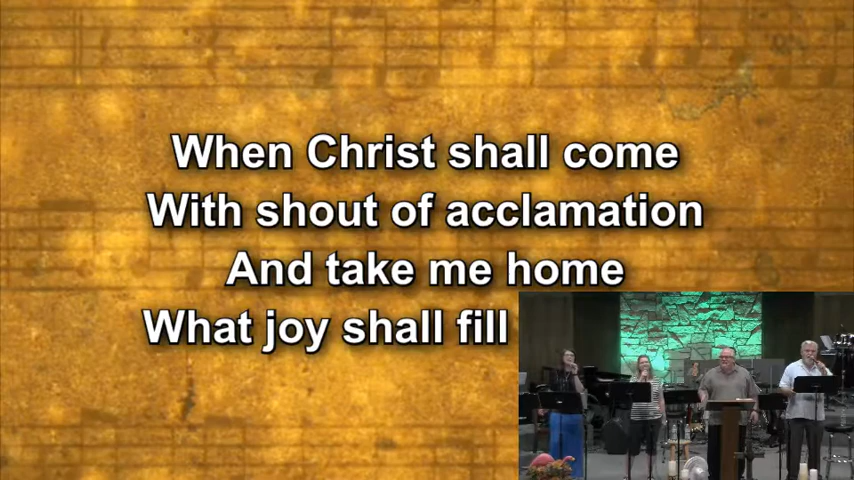 When Christ shall come
With shout of acclamation
And take me home
What joy shall fill